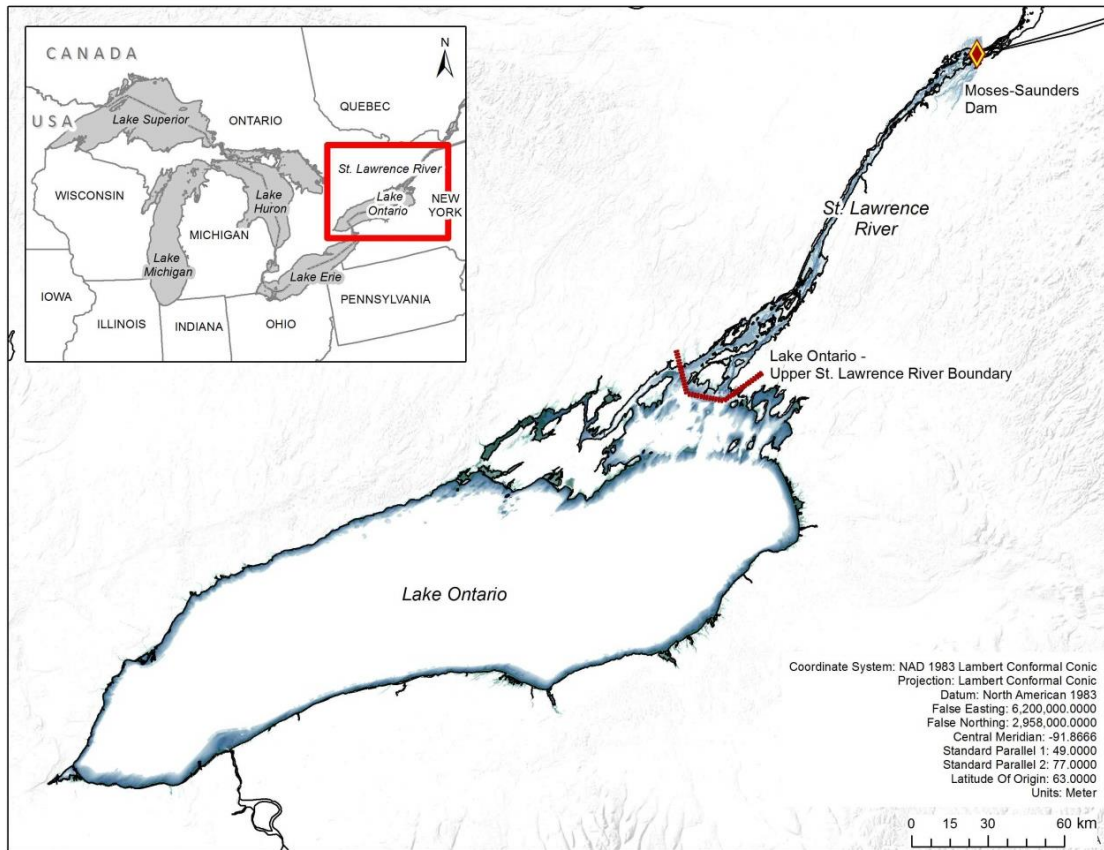 CANADA
USA
N
QUEBEC
ONTARIO
Lake Superior
St. Lawrence River
WISCONSIN
Lake
Huron
Lake
Ontario
NEW
YORK
MICHIGAN
Lake
Michigan
Lake Erie
IOWA
PENNSYLVANIA
ILLINOIS
INDIANA
OHIO
Moses-Saunders
Dam
St. Lawrence
River
Lake Ontario -
Upper St. Lawrence River Boundary
Lake Ontario
Coordinate System: NAD 1983 Lambert Conformal Conic
Projection: Lambert Conformal Conic
Datum: North American 1983
False Easting: 6,200,000.0000
False Northing: 2,958,000.0000
Central Meridian: -91.8666
Standard Parallel 1: 49.0000
Standard Parallel 2: 77.0000
Latitude Of Origin: 63.0000
Units: Meter
0 15 30 60 km